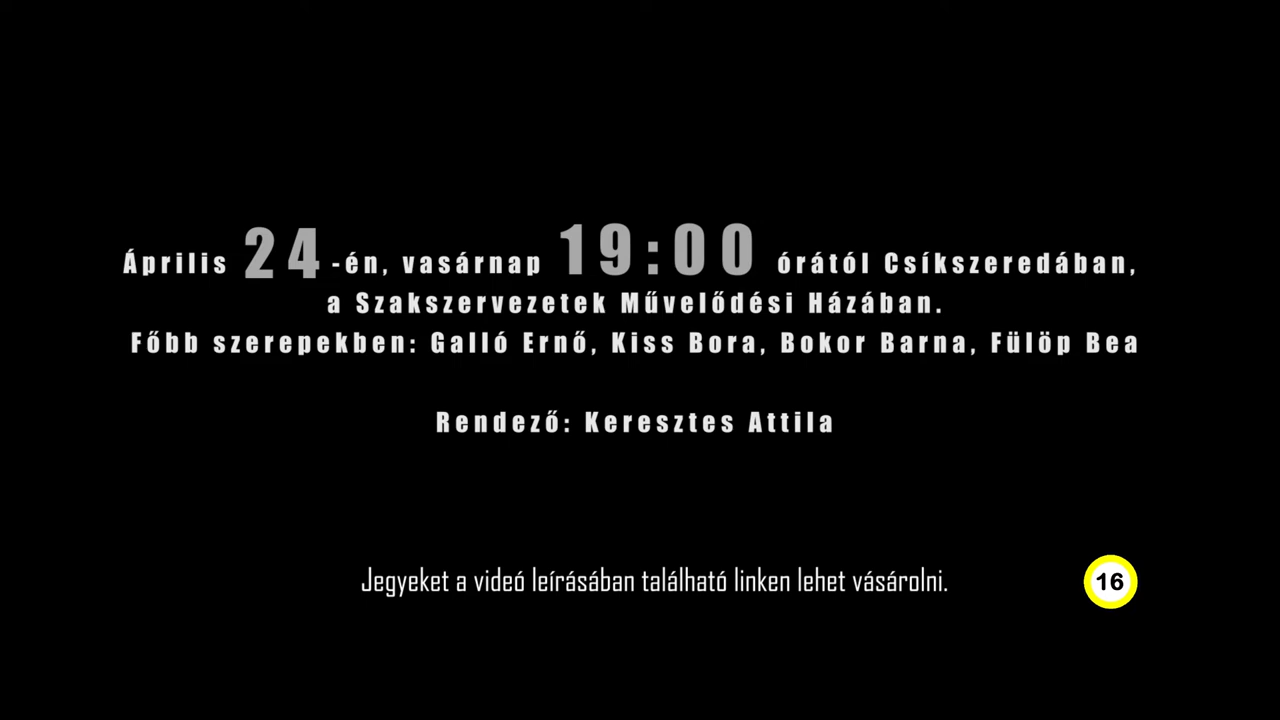 Április 24-én, vasárnap 19:00 órától Csíkszeredában,
a Szakszervezetek Művelődési Házában.
Főbb szerepekben: Galló Ernő, Kiss Bora, Bokor Barna, Fülöp Bea
Rendező: Keresztes Attila
Jegyeket a videó leírásában található linken lehet vásárolni.
16